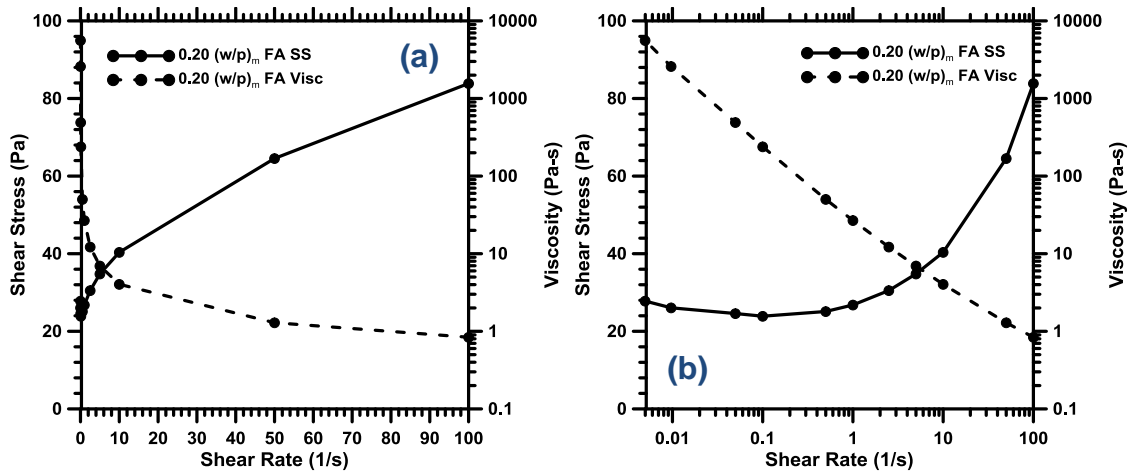 100
80
60
40
20
0
Shear Stress (Pa)
0.20 (w/p)m FA SS
0.20 (w/p)m FA Visc
(a)
10000
1000
100
10
1
0.1
Viscosity (Pa-s)
0 10 20 30 40 50 60 70 80 90 100
Shear Rate (1/s)
100
80
60
40
20
0
Shear Stress (Pa)
0.20 (w/p)m FA SS
0.20 (w/p)m FA Visc
(b)
10000
1000
100
10
1
0.1
Viscosity (Pa-s)
0.01 0.1 1 10 100
Shear Rate (1/s)